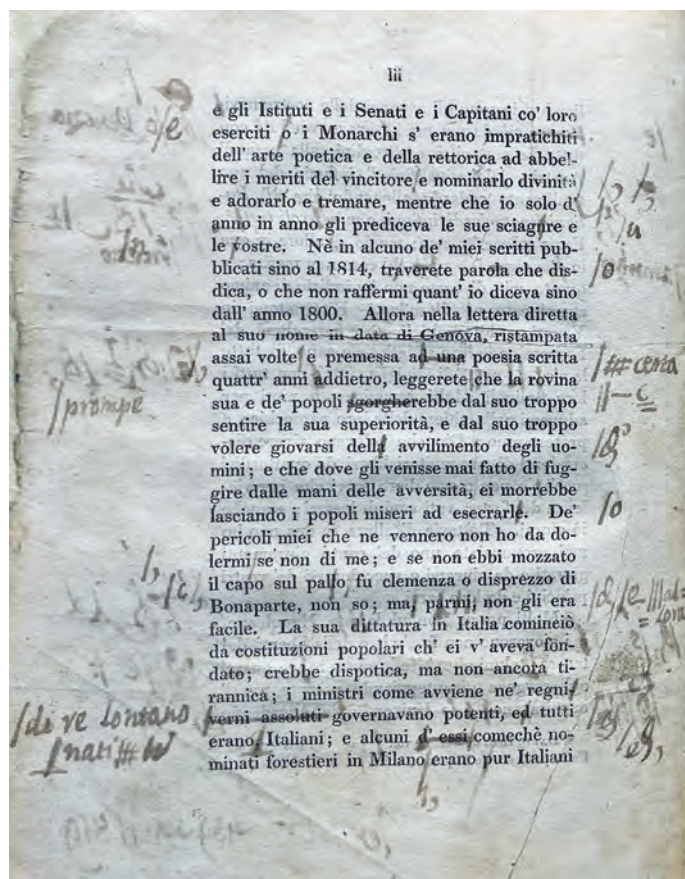 lii
e gli Istituti e i Senati e i Capitani co' loro
eserciti o i Monarchi s' erano impratichiti
dell' arte poetica e della rettorica ad abbel-
lire i meriti del vincitore e nominarlo divinità
e adorarlo e tremare, mentre che io solo d'
anno in anno gli prediceva le sue sciagure e
le vostre. Nè in alcuno de' miei scritti pub-
blicati sino al 1814, traverete parola che dis-
dica, o che non raffermi quant' io diceva sino
dall' anno 1800. Allora nella lettera diretta
al suo nome in data di Genova, ristampata
assai volte e premessa ad una poesia scritta
quattr' anni addietro, leggerete che la rovina
/# certa
sua e de' popoli sgorgherebbe dal suo troppo
/prompe
sentire la sua superiorità, e dal suo troppo
volere giovarsi della avvilimento degli uo-
mini; e che dove gli venisse mai fatto di fug-
gire dalle mani delle avversità, ei morrebbe
lasciando i popoli miseri ad esecrarle. De'
/o
pericoli miei che ne vennero non ho da do-
lermi se non di me; e se non ebbi mozzato
il capo sul pallo, fu clemenza o disprezzo di
Bonaparte, non so; ma, parmi, non gli era
facile. La sua dittatura in Italia comineiò
da costituzioni popolari ch' ei v' aveva fon-
dato; crebbe dispotica, ma non ancora ti-
rannica; i ministri come avviene ne' regni
/di re lontano
verni assoluti governavano potenti, ed tutti
erano, Italiani; e alcuni d' essi comechè no-
/nati #
minati forestieri in Milano erano pur Italiani